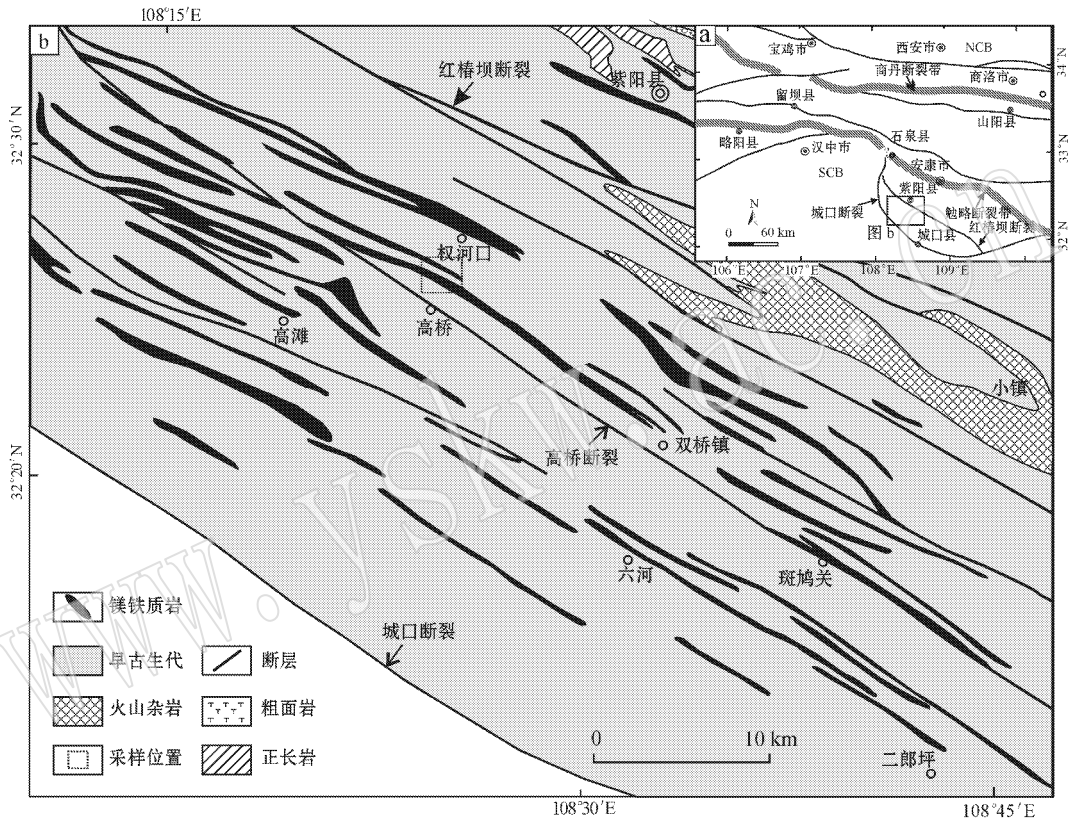 108°15′E
b
红椿坝断裂
紫阳县
32°30′N
权河口
高桥
高滩
小镇
高桥断裂
双桥镇
32°20′N
六河
斑鸠关
城口断裂
二郎坪
镁铁质岩
早古生代
断层
火山杂岩
粗面岩
采样位置
正长岩
0 10 km
108°30′E
108°45′E
a
宝鸡市
西安市
NCB
商丹断裂带
商洛市
留坝县
山阳县
略阳县
汉中市
石泉县
SCB
安康市
紫阳县
城口断裂
勉略断裂带
红椿坝断裂
图 b
城口县
N
0 60 km
34°N
33°N
32°N
106°E
107°E
108°E
109°E
www.yskw.ac.cn